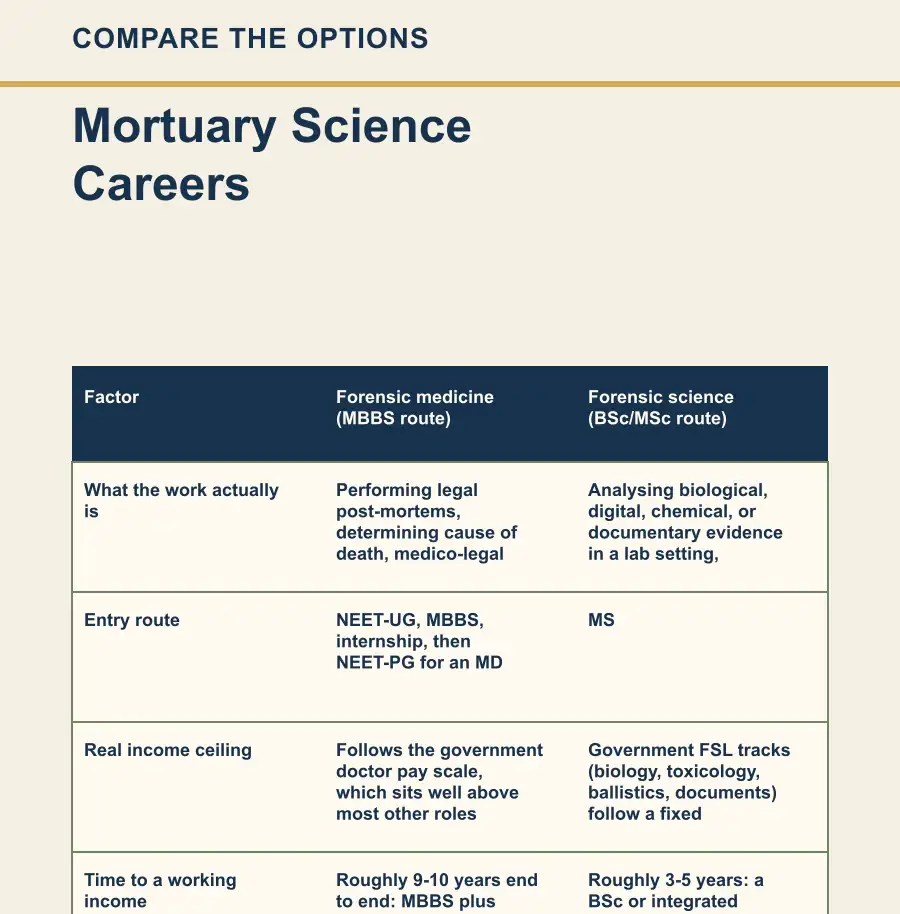 COMPARE THE OPTIONS
Mortuary Science
Careers
Factor
Forensic medicine
(MBBS route)
Forensic science
(BSc/MSc route)
What the work actually
is
Performing legal
post-mortems,
determining cause of
death, medico-legal
Analysing biological,
digital, chemical, or
documentary evidence
in a lab setting,
Entry route
NEET-UG, MBBS,
internship, then
NEET-PG for an MD
MS
Real income ceiling
Follows the government
doctor pay scale,
which sits well above
most other roles
Government FSL tracks
(biology, toxicology,
ballistics, documents)
follow a fixed
Time to a working
income
Roughly 9-10 years end
to end: MBBS plus
Roughly 3-5 years: a
BSc or integrated